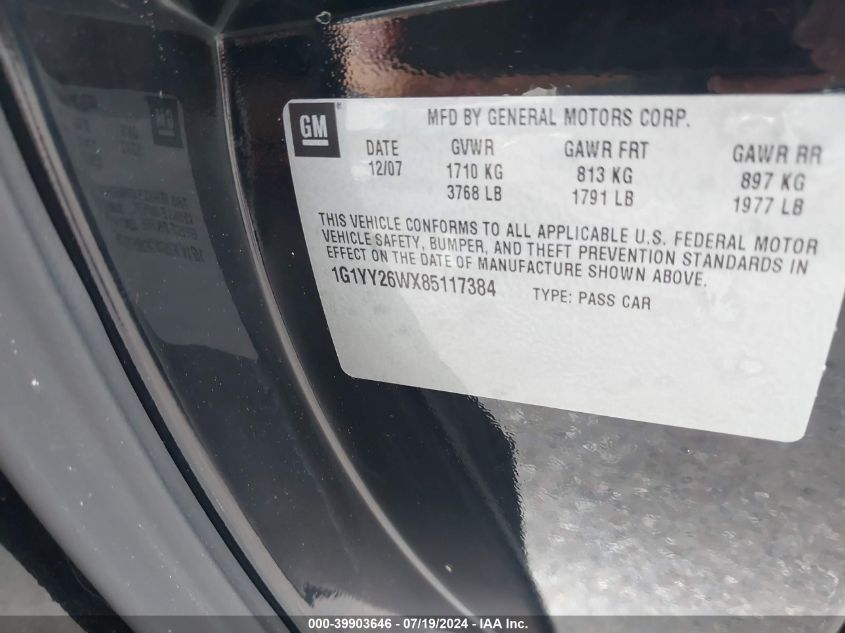 GM
MFD BY GENERAL MOTORS CORP.
DATE GVWR GAWR FRT GAWR RR
12/07 1710 KG 813 KG 897 KG
3768 LB 1791 LB 1977 LB
THIS VEHICLE CONFORMS TO ALL APPLICABLE U.S. FEDERAL MOTOR
VEHICLE SAFETY, BUMPER, AND THEFT PREVENTION STANDARDS IN
EFFECT ON THE DATE OF MANUFACTURE SHOWN ABOVE.
1G1YY26WX85117384 TYPE: PASS CAR
000-39903646 - 07/19/2024 - IAA Inc.